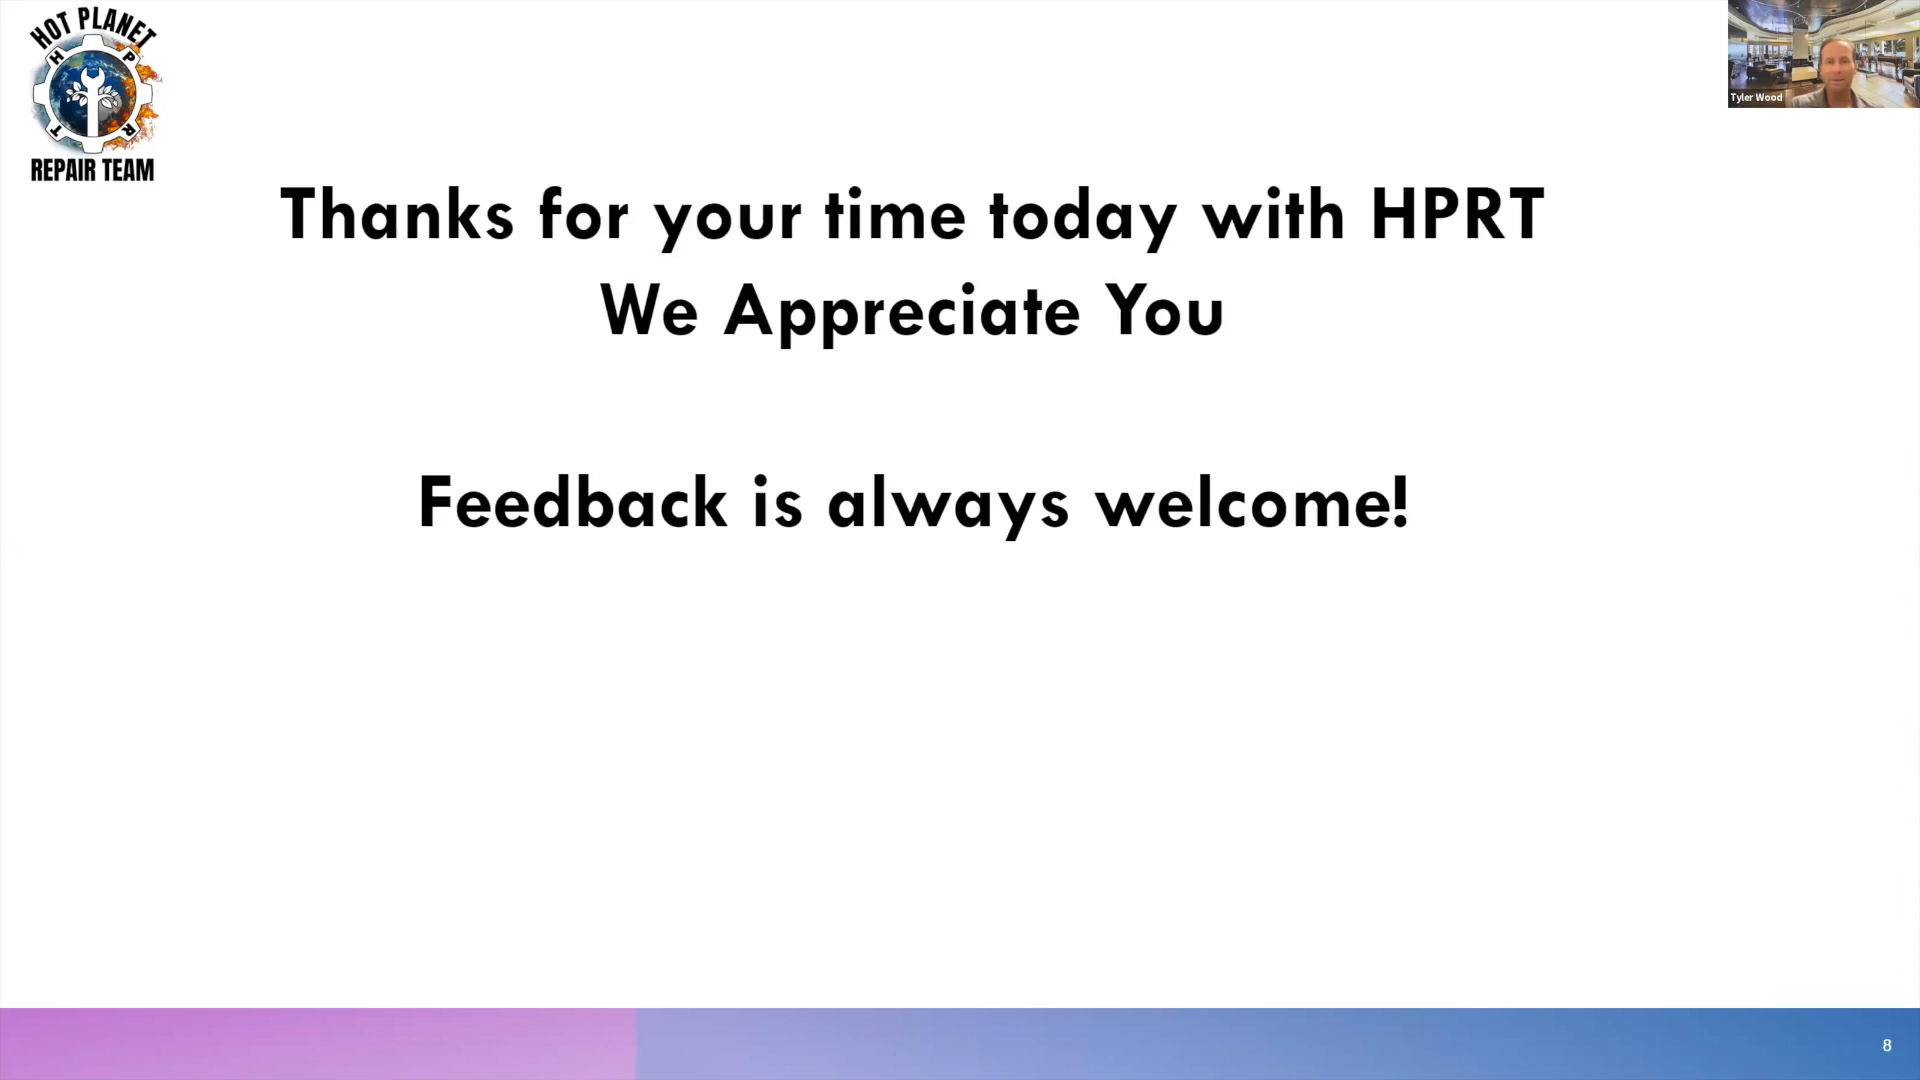 HOT PLANET
H P
T R
REPAIR TEAM
Tyler Wood
Thanks for your time today with HPRT
We Appreciate You
Feedback is always welcome!
8